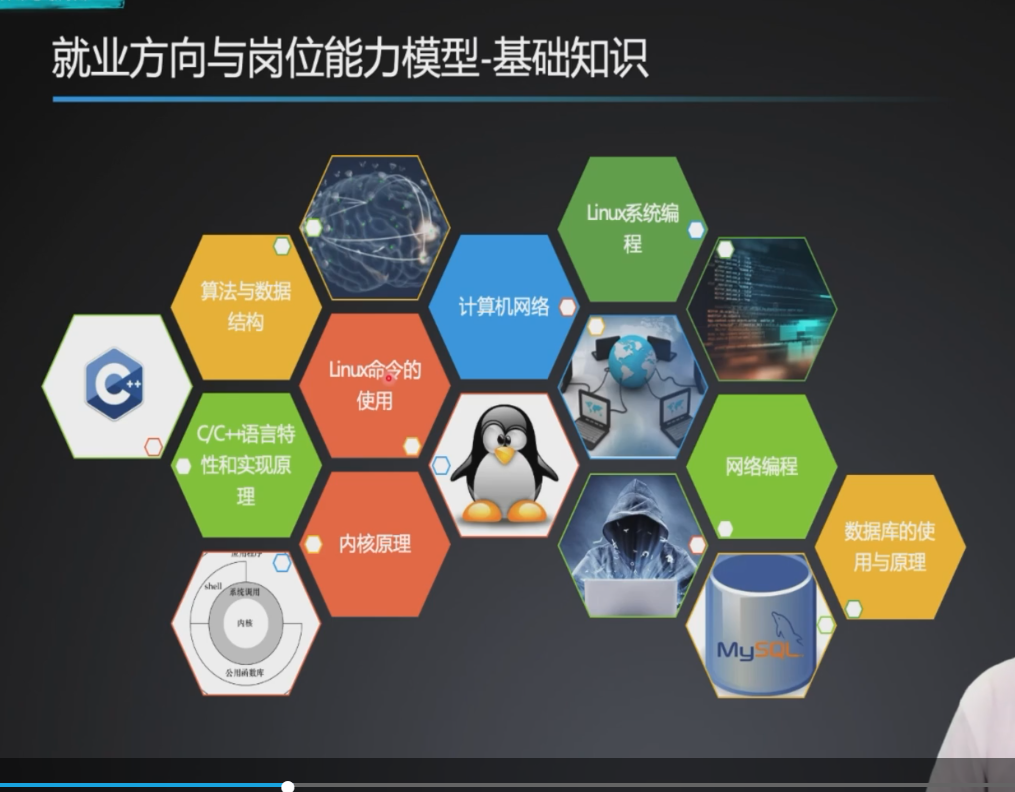 就业方向与岗位能力模型-基础知识
Linux系统编
程
算法与数据
结构
计算机网络
Linux命令的
使用
C++
C/C++语言特
性和实现原
理
网络编程
数据库的使
用与原理
内核原理
应用程序
shell
系统调用
内核
公用函数库
MySQL